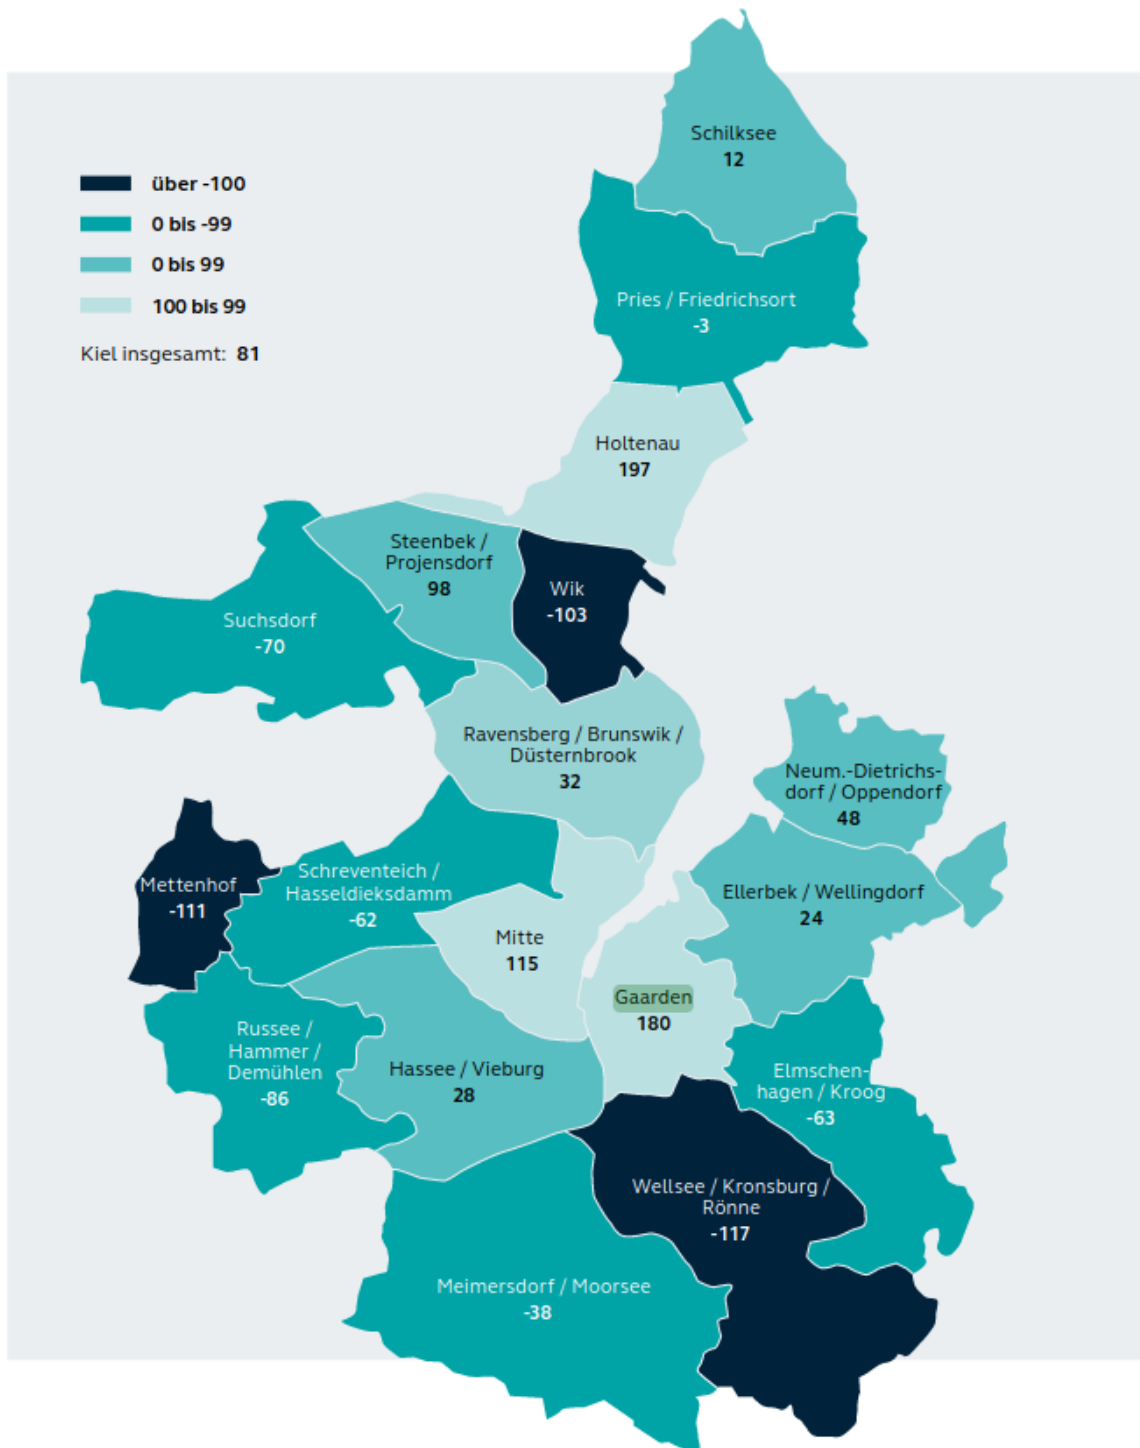 Schilksee
12
über -100
0 bis -99
0 bis 99
100 bis 99
Kiel insgesamt: 81
Pries / Friedrichsort
-3
Holtenau
197
Steenbek /
Projensdorf
98
Wik
-103
Suchsdorf
-70
Ravensberg / Brunswik /
Düsternbrook
32
Neum.-Dietrichs-
dorf / Oppendorf
48
Mettenhof
-111
Schreventeich /
Hasseldieksdamm
-62
Ellerbek / Wellingdorf
24
Mitte
115
Gaarden
180
Russee /
Hammer /
Demühlen
-86
Hassee / Vieburg
28
Elmschen-
hagen / Kroog
-63
Wellsee / Kronsburg /
Rönne
-117
Meimersdorf / Moorsee
-38